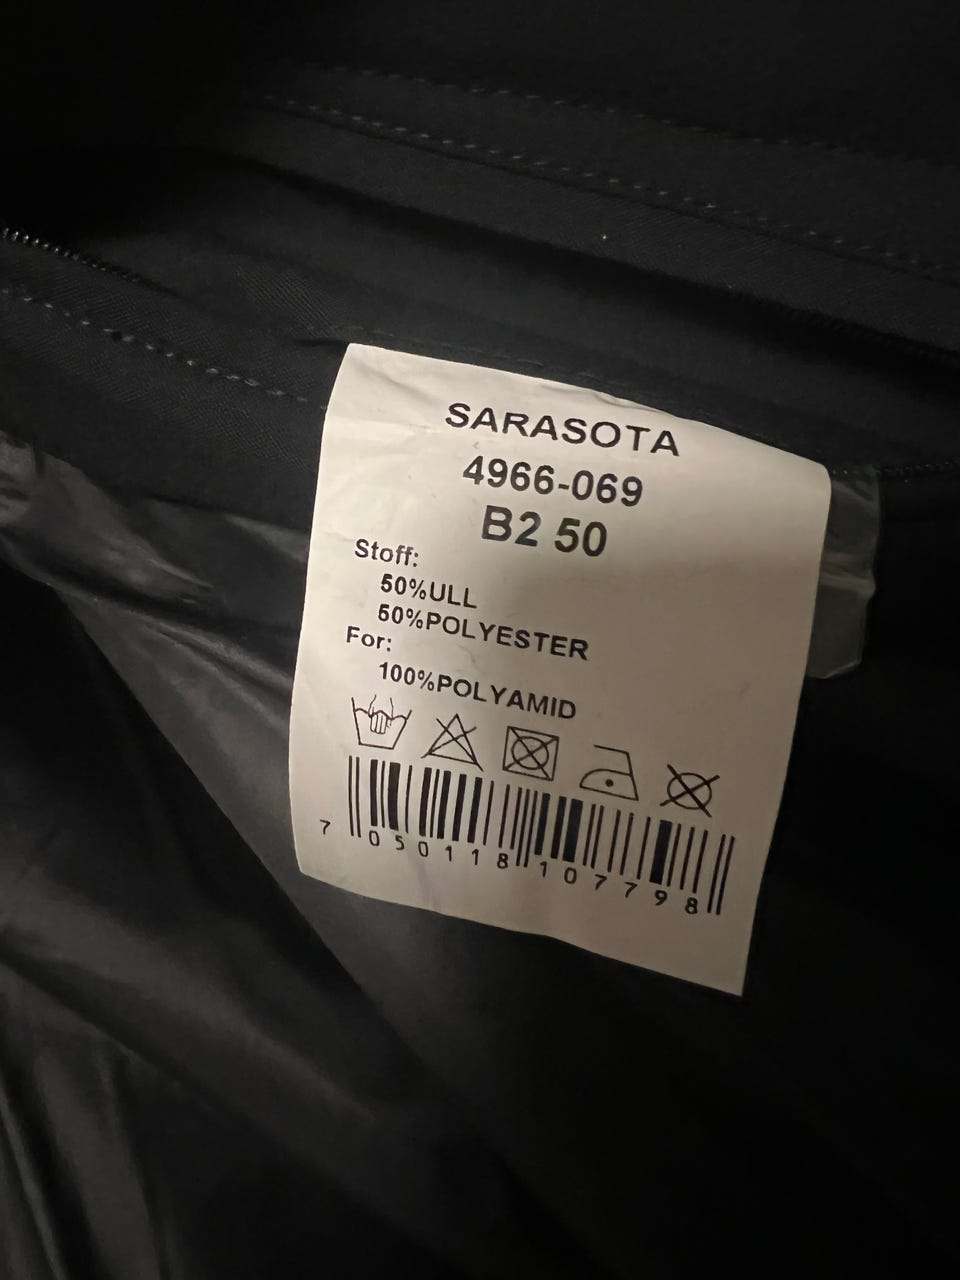 SARASOTA
4966-069
B2 50
Stoff:
50%ULL
50%POLYESTER
For:
100%POLYAMID
7 050118 107798